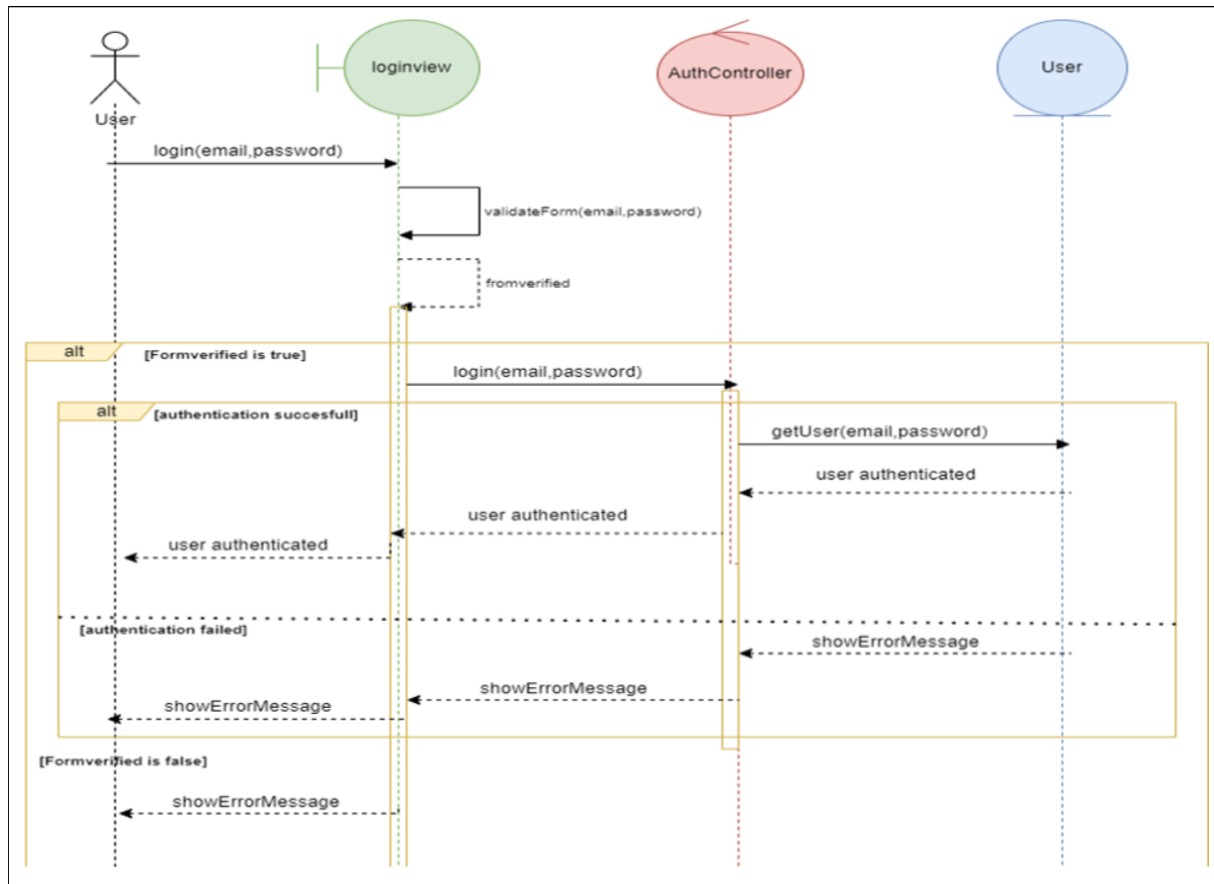 loginview
AuthController
User
User
login(email,password)
validateForm(email,password)
fromverified
alt
[Formverified is true]
login(email,password)
alt
[authentication succesfull]
getUser(email,password)
user authenticated
user authenticated
user authenticated
[authentication failed]
showErrorMessage
showErrorMessage
showErrorMessage
[Formverified is false]
showErrorMessage